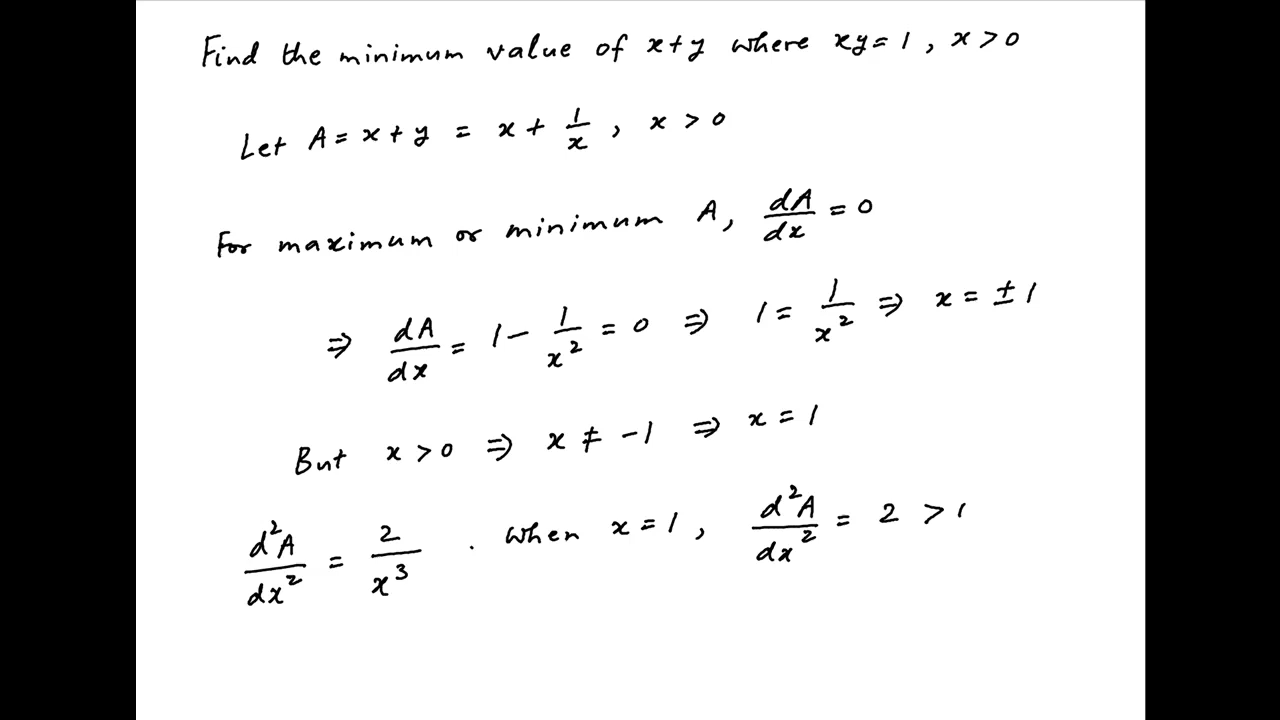 Find the minimum value of x+y where xy=1, x>0
Let A = x+y = x + 1/x, x > 0
For maximum or minimum A, dA/dx = 0
⇒ dA/dx = 1 - 1/x² = 0 ⇒ 1 = 1/x² ⇒ x = ±1
But x > 0 ⇒ x ≠ -1 ⇒ x = 1
d²A/dx² = 2/x³ . When x = 1, d²A/dx² = 2 > 1